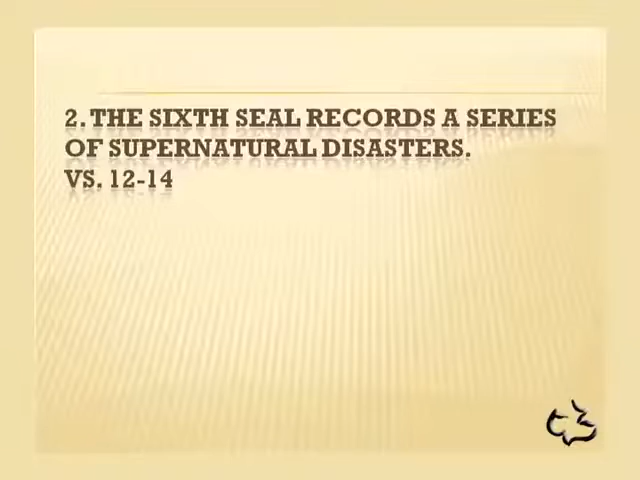 2. THE SIXTH SEAL RECORDS A SERIES
OF SUPERNATURAL DISASTERS.
VS. 12-14